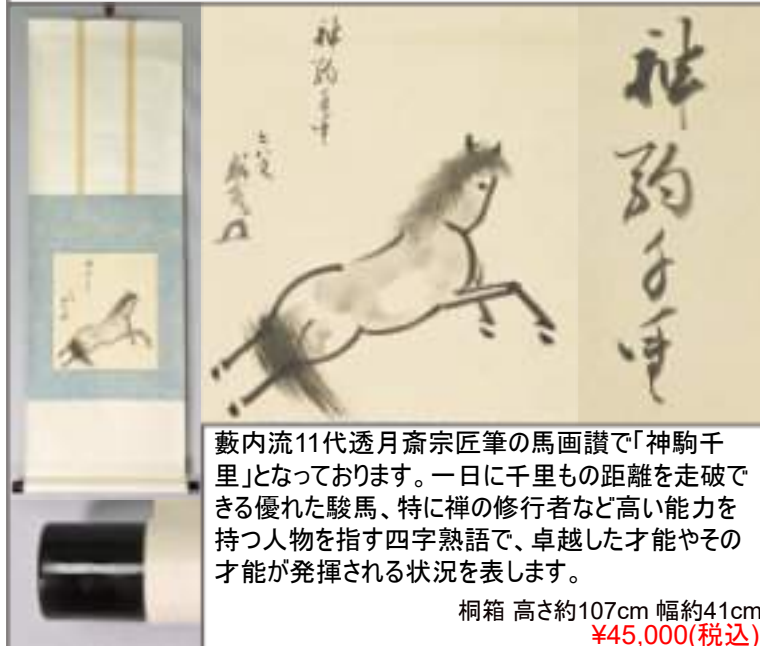 神駒千里
神駒千里
藪内流11代透月斎宗匠筆の馬画讃で「神駒千
里」となっております。一日に千里もの距離を走破で
きる優れた駿馬、特に禅の修行者など高い能力を
持つ人物を指す四字熟語で、卓越した才能やその
才能が発揮される状況を表します。
桐箱 高さ約107cm 幅約41cm
¥45,000(税込)